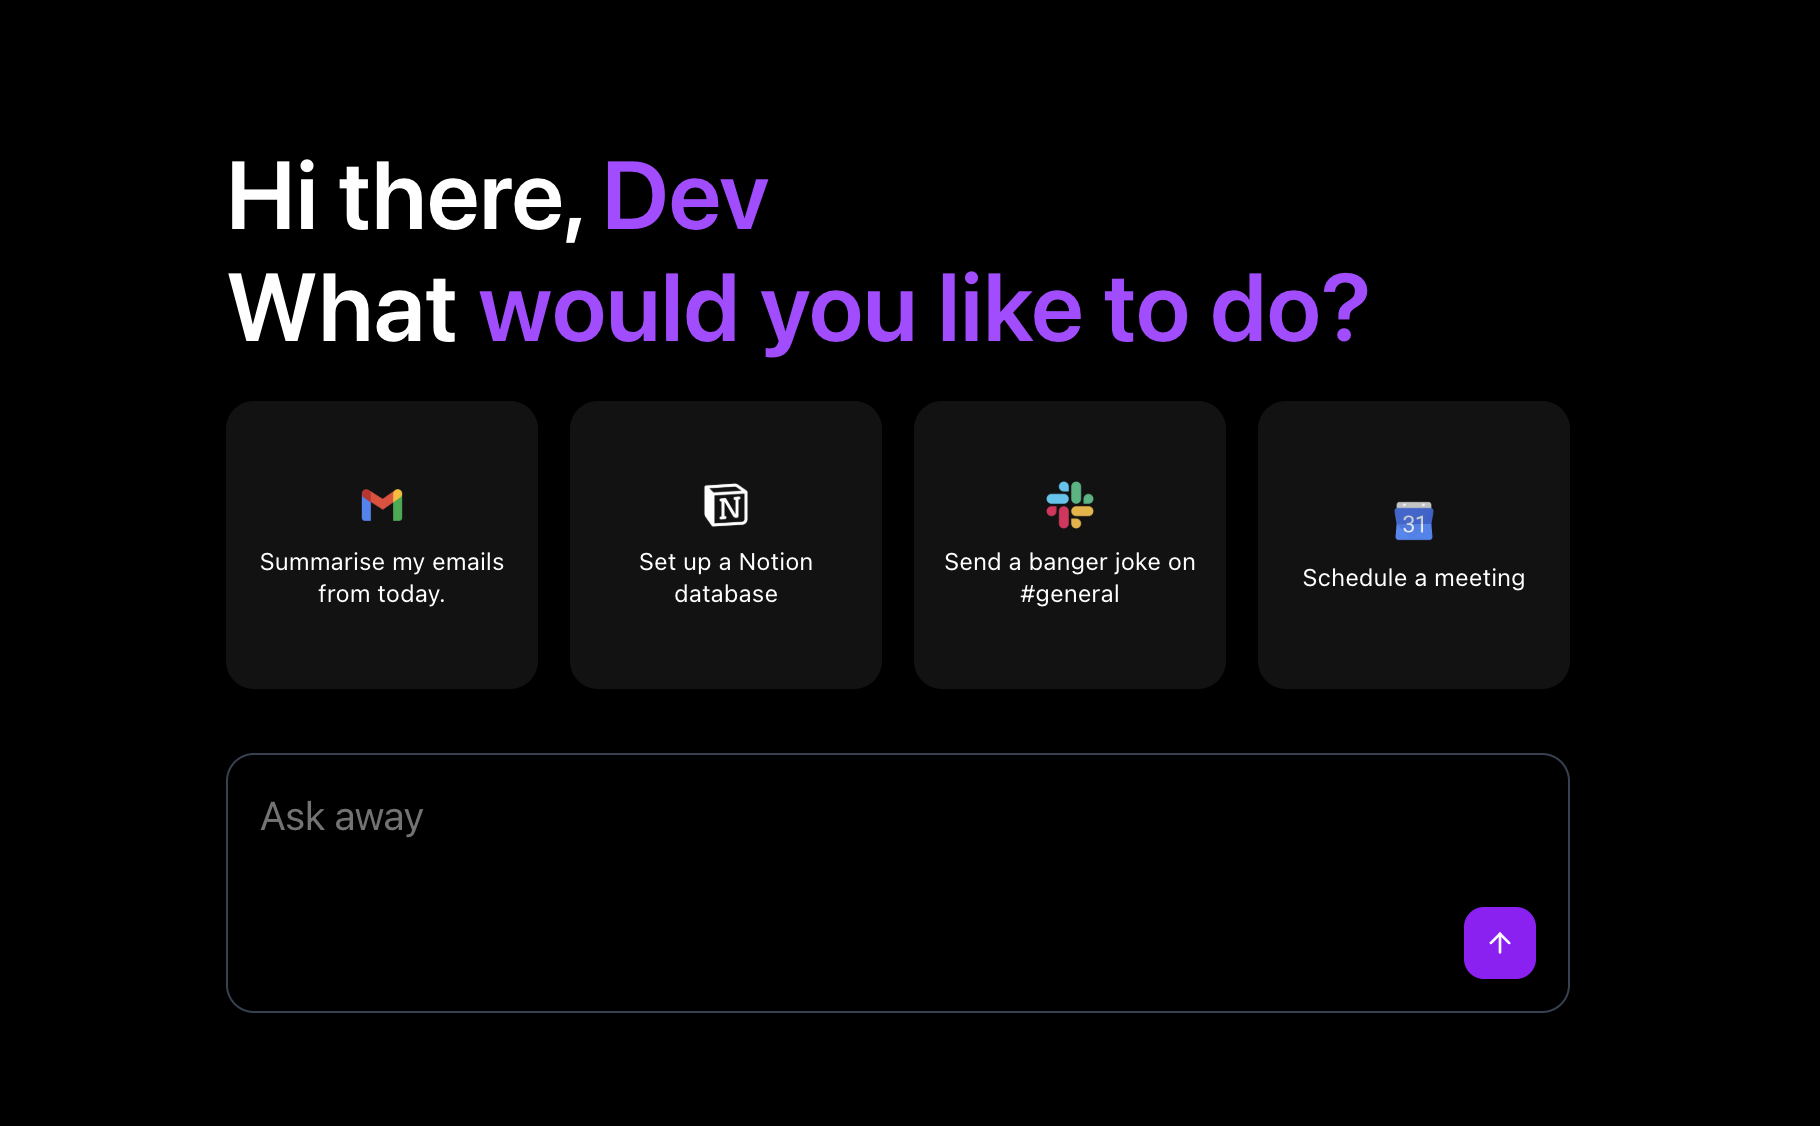 Hi there, Dev
What would you like to do?
N
Summarise my emails
from today.
Set up a Notion
database
Send a banger joke on
#general
31
Schedule a meeting
Ask away